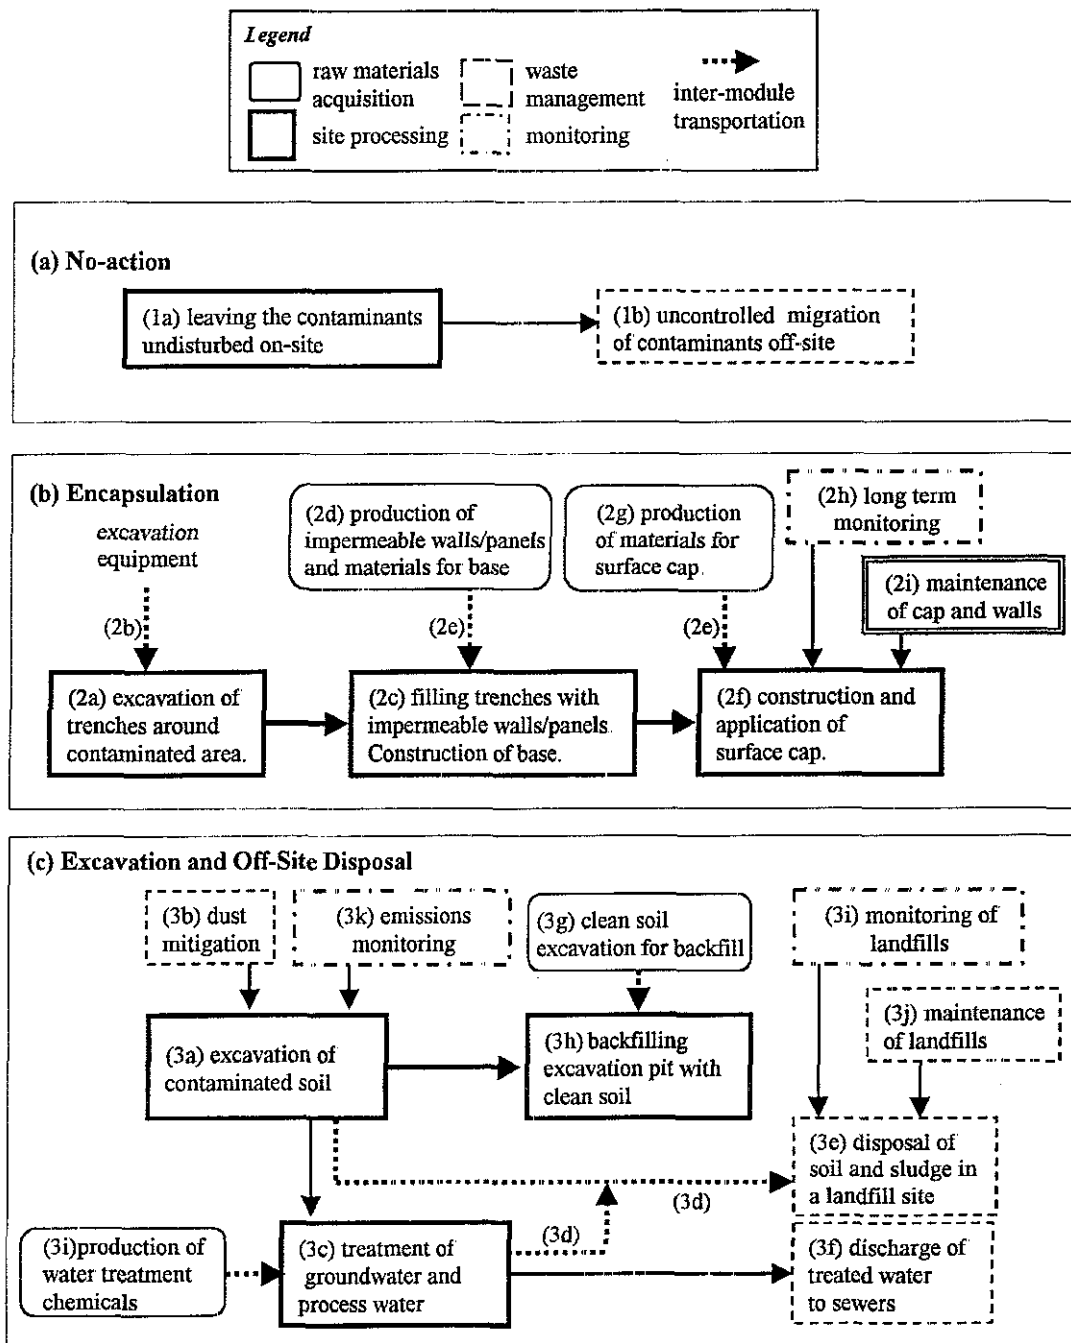 Legend
raw materials
acquisition
site processing
waste
management
monitoring
inter-module
transportation
(a) No-action
(1a) leaving the contaminants
undisturbed on-site
(1b) uncontrolled migration
of contaminants off-site
(b) Encapsulation
excavation
equipment
(2d) production of
impermeable walls/panels
and materials for base
(2g) production
of materials for
surface cap.
(2h) long term
monitoring
(2i) maintenance
of cap and walls
(2b)
(2e)
(2e)
(2a) excavation of
trenches around
contaminated area.
(2c) filling trenches with
impermeable walls/panels.
Construction of base.
(2f) construction and
application of
surface cap.
(c) Excavation and Off-Site Disposal
(3b) dust
mitigation
(3k) emissions
monitoring
(3g) clean soil
excavation for backfill
(3i) monitoring of
landfills
(3j) maintenance
of landfills
(3a) excavation of
contaminated soil
(3h) backfilling
excavation pit with
clean soil
(3e) disposal of
soil and sludge in
a landfill site
(3d)
(3d)
(3i)production of
water treatment
chemicals
(3c) treatment of
groundwater and
process water
(3f) discharge of
treated water
to sewers